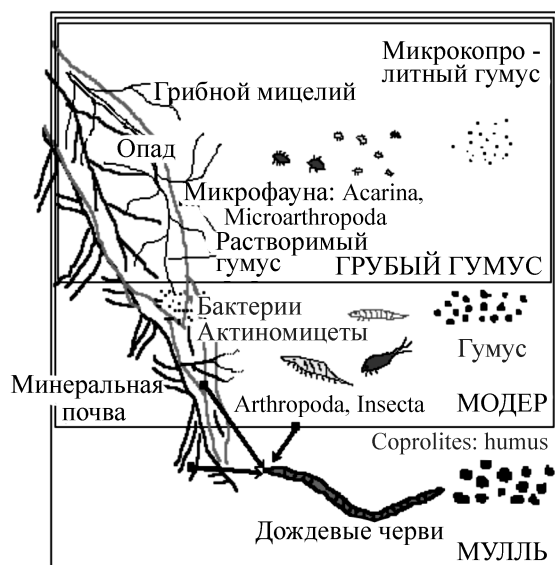 Микрокопро -
литный гумус
Грибной мицелий
Опад
Микрофауна: Acarina,
Microarthropoda
Растворимый
гумус
ГРУБЫЙ ГУМУС
Бактерии
Актиномицеты
Гумус
Минеральная
почва
Arthropoda, Insecta
МОДЕР
Coprolites: humus
Дождевые черви
МУЛЛЬ